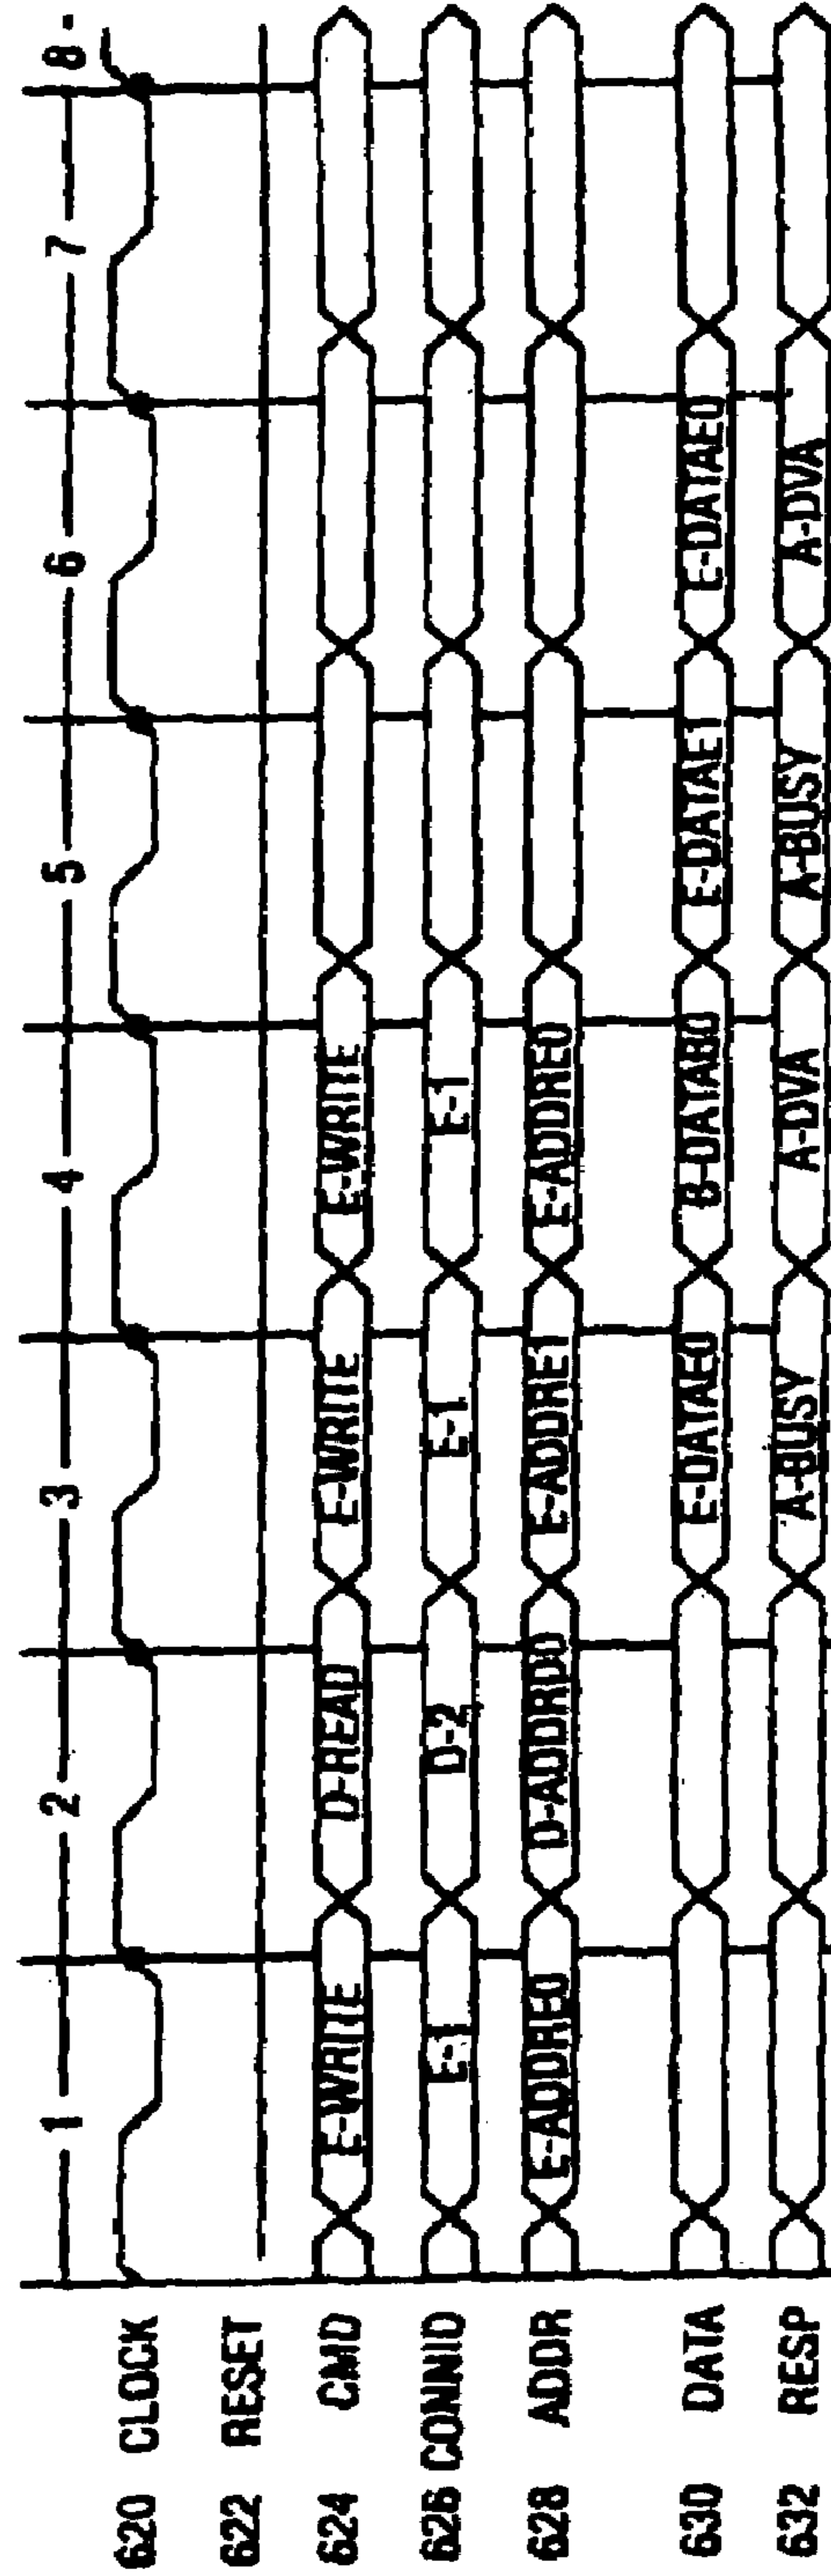 1 2 3 4 5 6 7 8
620 CLOCK
622 RESET
624 CMD E-WRITE D-READ E-WRITE E-WRITE
626 CONNID E-1 D-2 E-1 E-1
628 ADDR E-ADDRE0 D-ADDRD0 E-ADDRE1 E-ADDRE0
630 DATA E-DATAE0 B-DATAB0 E-DATAE1 E-DATAE0
632 RESP A-BUSY A-DVA A-BUSY A-DVA